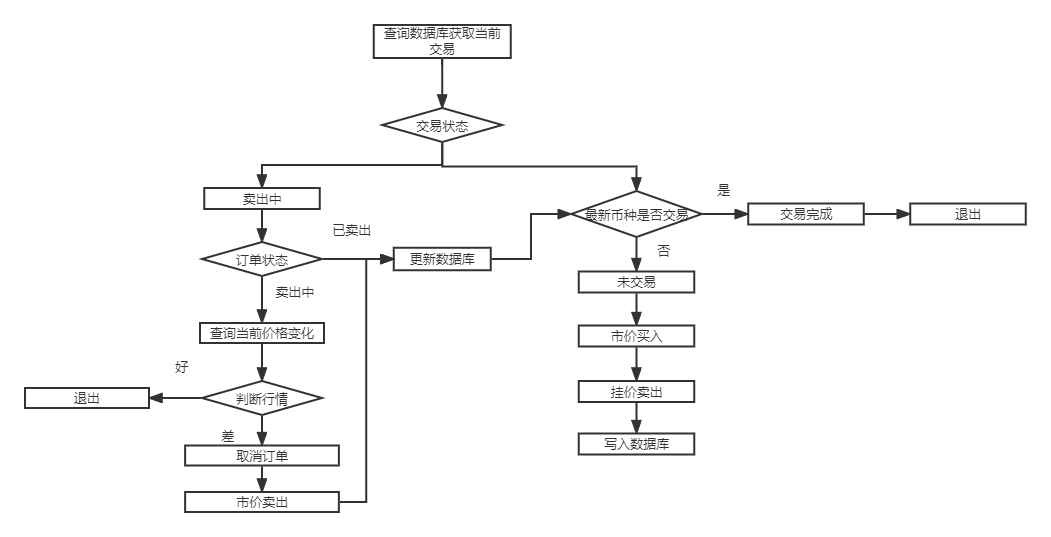 查询数据库获取当前
交易
交易状态
是
卖出中
最新币种是否交易
交易完成
退出
已卖出
订单状态
更新数据库
否
未交易
卖出中
查询当前价格变化
市价买入
好
退出
判断行情
挂价卖出
差
取消订单
写入数据库
市价卖出